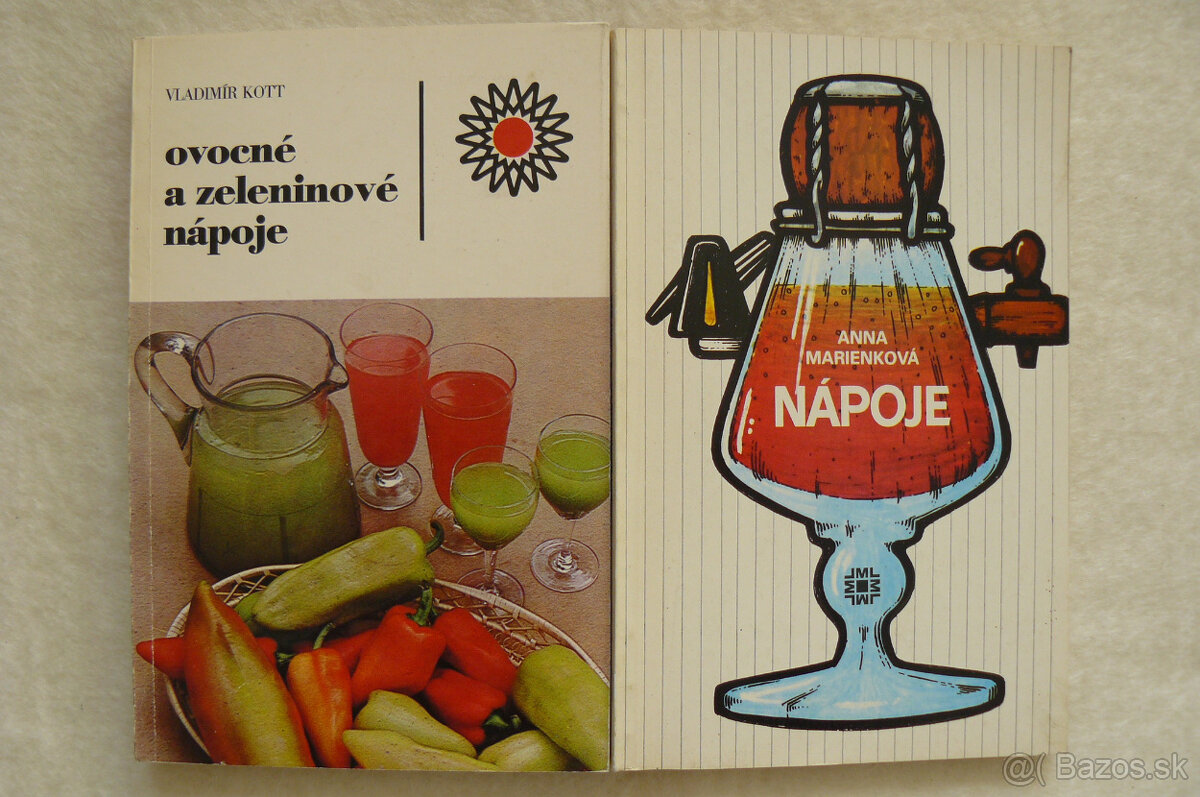 VLADIMÍR KOTT
ovocné
a zeleninové
nápoje
ANNA
MARIENKOVÁ
NÁPOJE
@( Bazos.sk